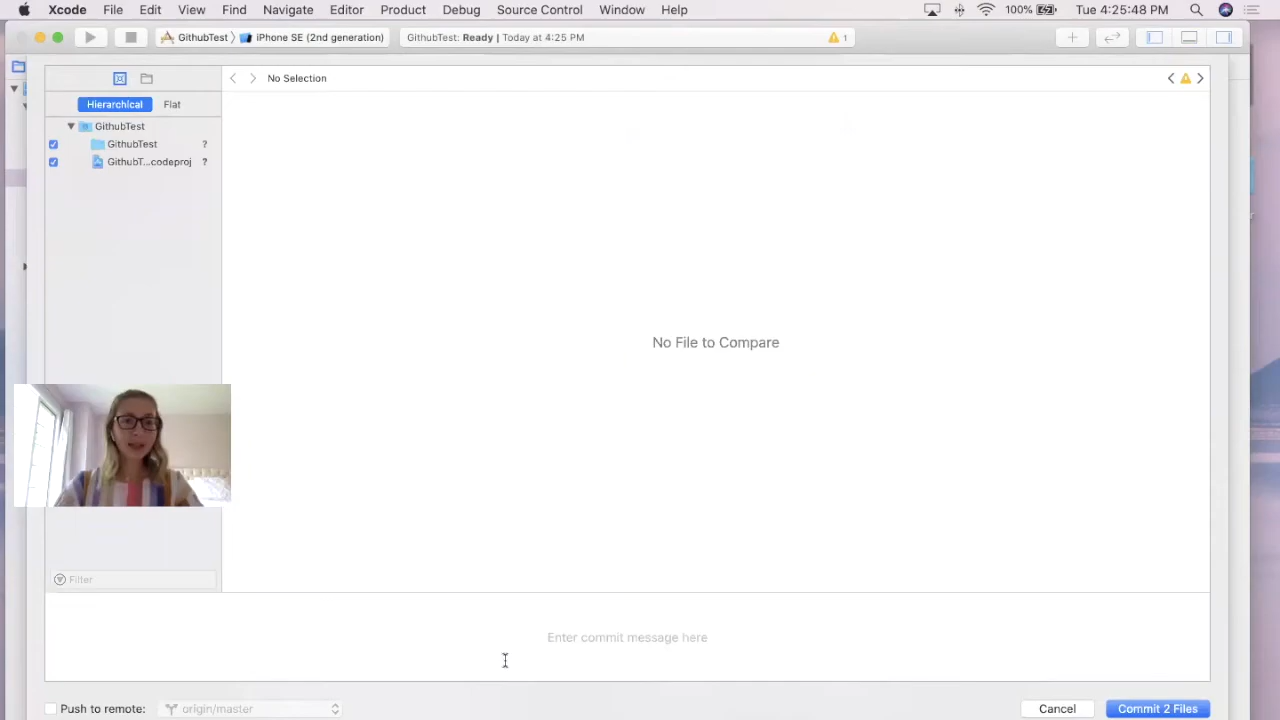 Xcode File Edit View Find Navigate Editor Product Debug Source Control Window Help 100% Tue 4:25:48 PM
GithubTest iPhone SE (2nd generation) GithubTest: Ready | Today at 4:25 PM 1
No Selection
Hierarchical Flat
GithubTest
GithubTest ?
GithubT...codeproj ?
No File to Compare
Filter
Enter commit message here
Push to remote: origin/master Cancel Commit 2 Files